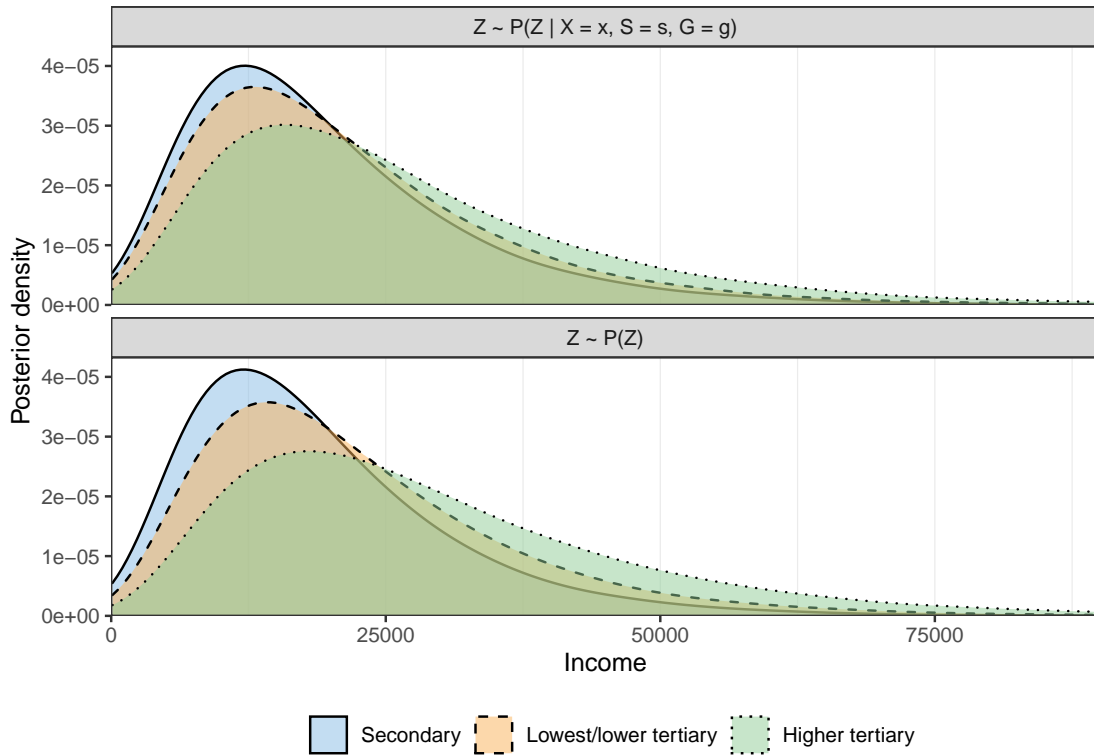 Z ~ P(Z | X = x, S = s, G = g)
4e−05
3e−05
2e−05
1e−05
0e+00
Posterior density
Z ~ P(Z)
4e−05
3e−05
2e−05
1e−05
0e+00
0 25000 50000 75000
Income
Secondary Lowest/lower tertiary Higher tertiary